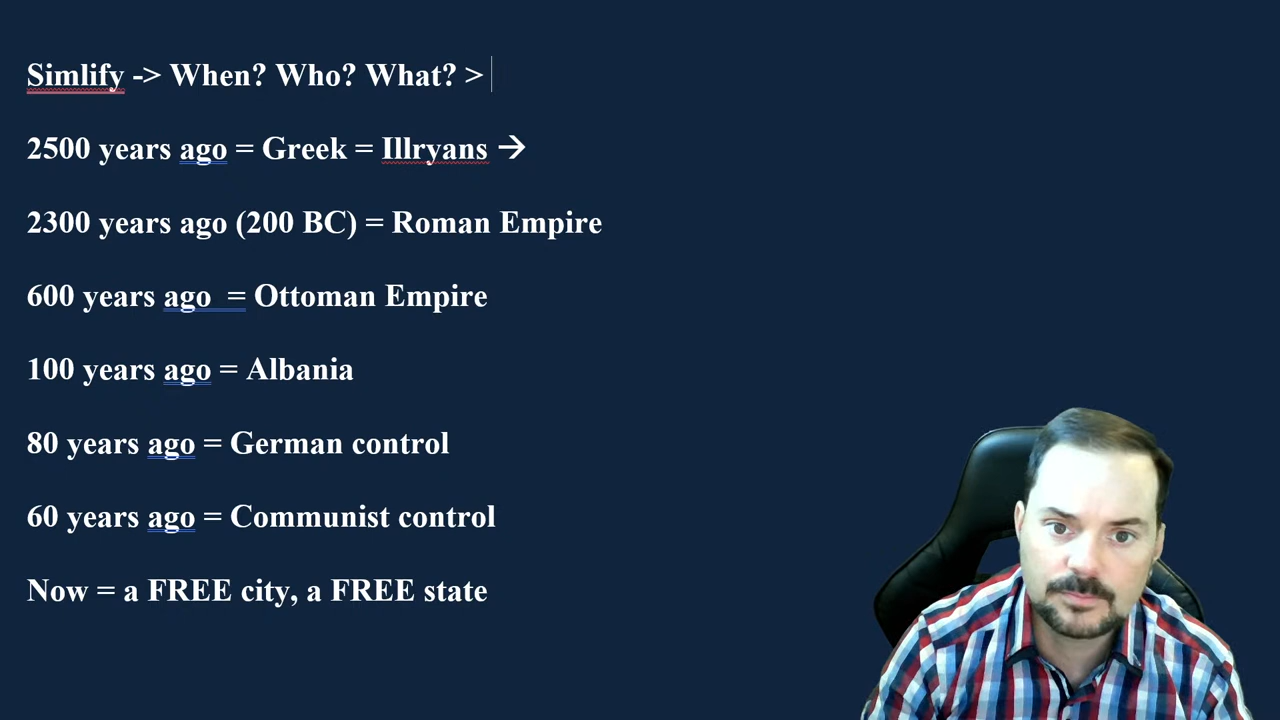 Simlify -> When? Who? What? >
2500 years ago = Greek = Illryans →
2300 years ago (200 BC) = Roman Empire
600 years ago  = Ottoman Empire
100 years ago = Albania
80 years ago = German control
60 years ago = Communist control
Now = a FREE city, a FREE state